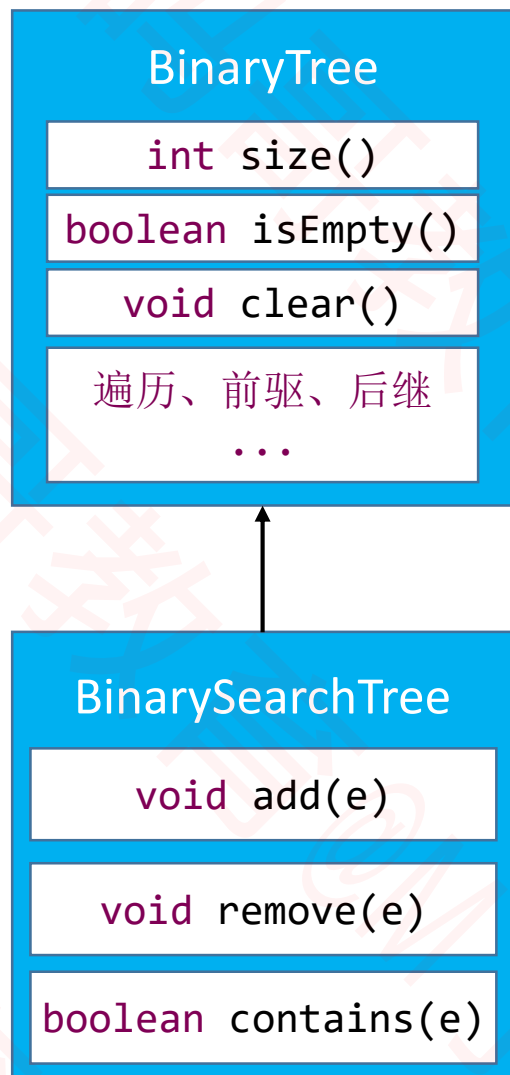 BinaryTree
int size()
boolean isEmpty()
void clear()
遍历、前驱、后继
...
BinarySearchTree
void add(e)
void remove(e)
boolean contains(e)